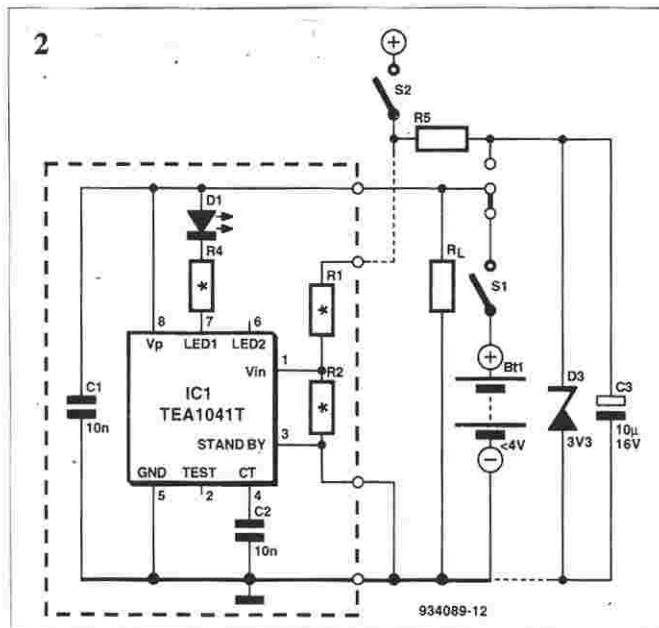 2
S2
R5
D1
R4
*
R1
*
RL
S1
8
7
6
Vp
LED1
LED2
1
Vin
R2
*
C1
10n
IC1
TEA1041T
STAND BY
3
Bt1
<4V
D3
3V3
C3
10µ
16V
GND
TEST
CT
5
2
4
C2
10n
934089-12